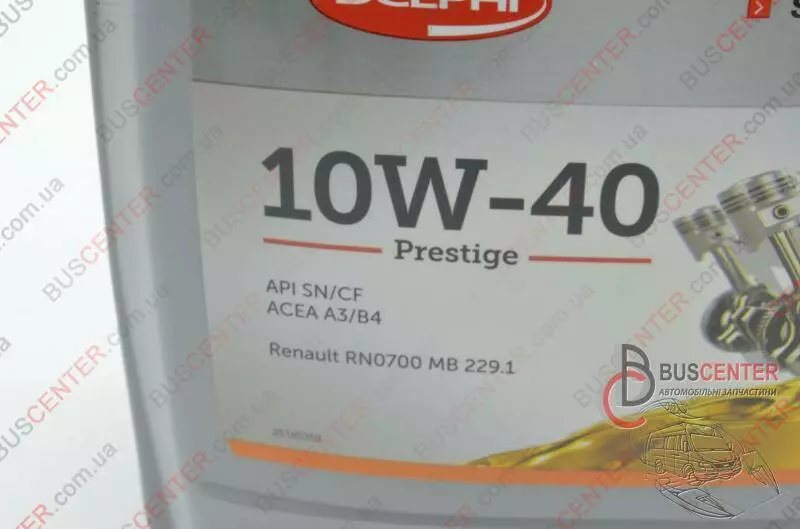 DELPHI
S
10W-40
Prestige
API SN/CF
ACEA A3/B4
Renault RN0700 MB 229.1
BUSCENTER
АВТОМОБІЛЬНІ ЗАПЧАСТИНИ
BUSCENTER.com.ua